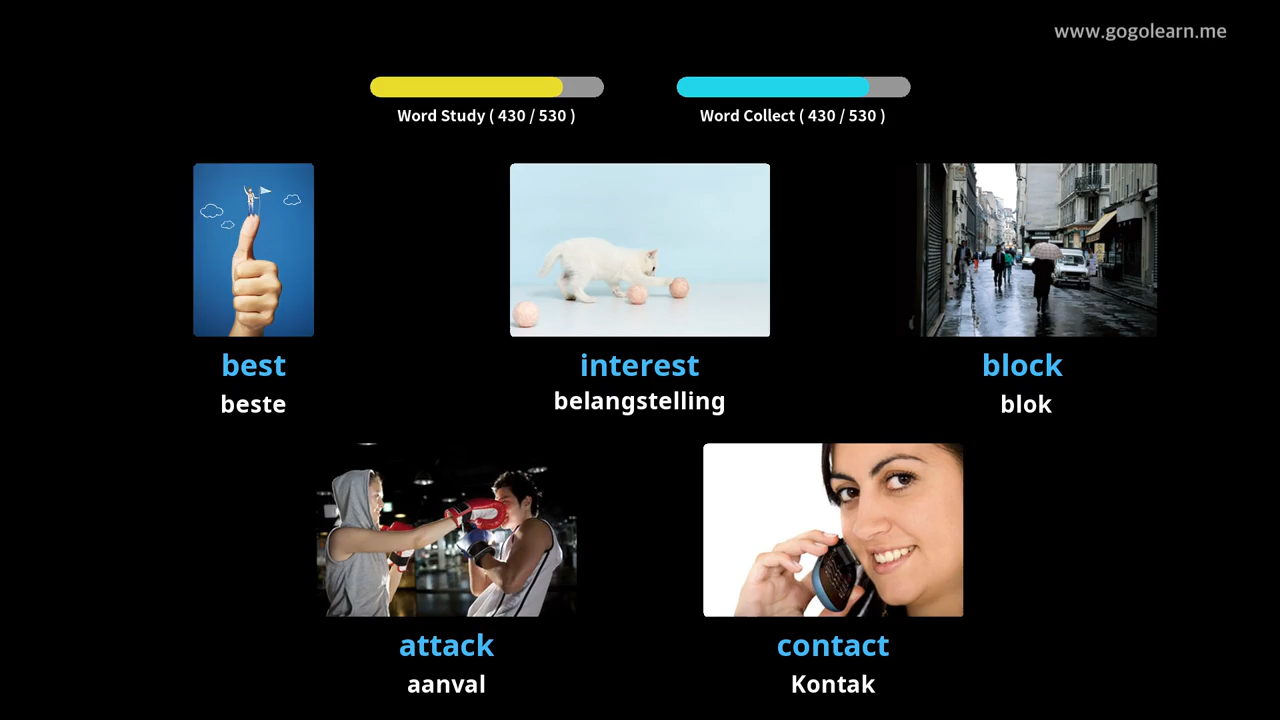 www.gogolearn.me
Word Study ( 430 / 530 )
Word Collect ( 430 / 530 )
best
beste
interest
belangstelling
block
blok
attack
aanval
contact
Kontak